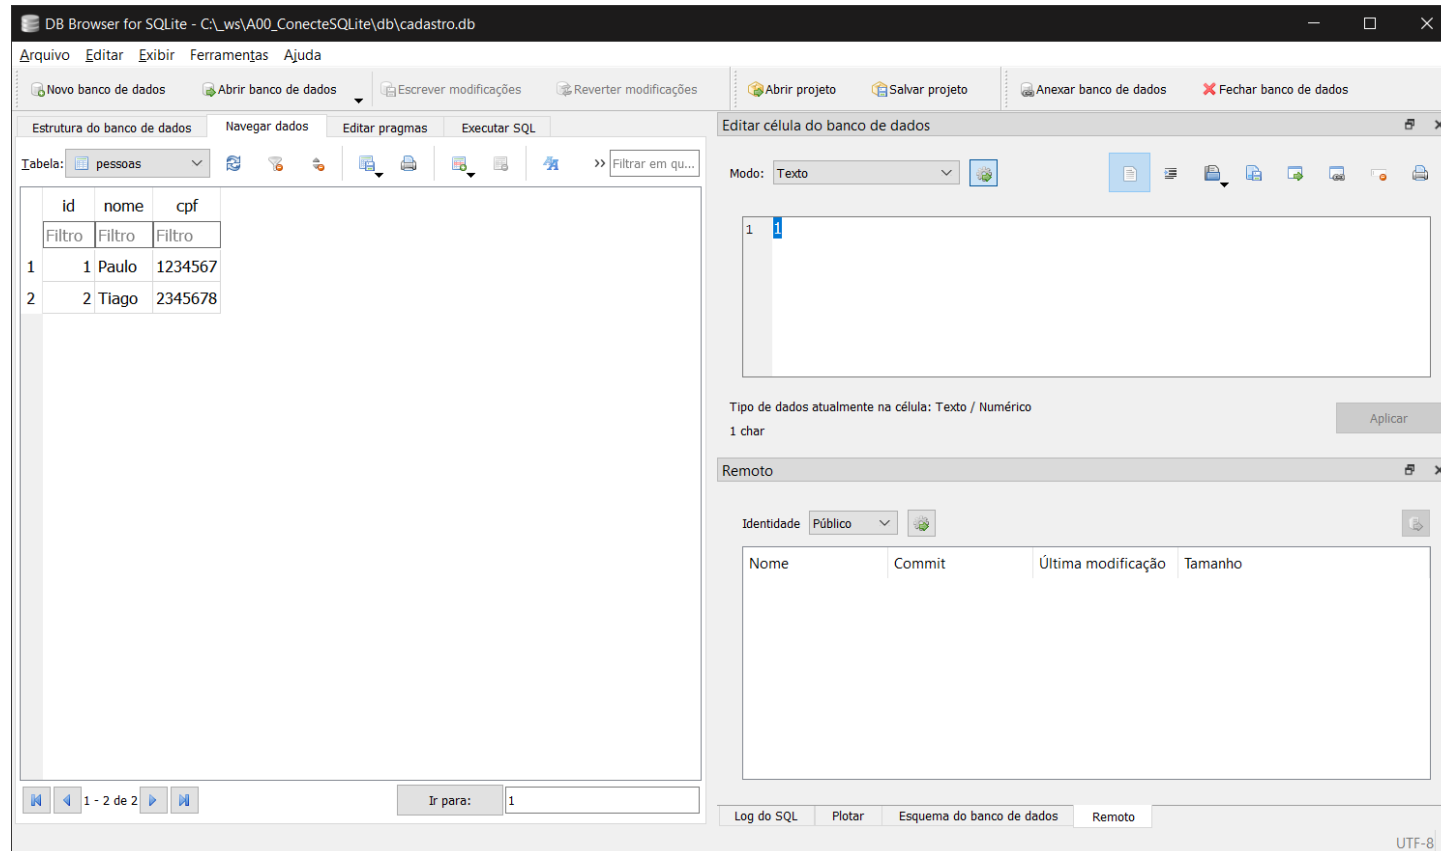 DB Browser for SQLite - C:\_ws\A00_ConecteSQLite\db\cadastro.db
Arquivo Editar Exibir Ferramentas Ajuda
Novo banco de dados Abrir banco de dados Escrever modificações Reverter modificações Abrir projeto Salvar projeto Anexar banco de dados Fechar banco de dados
Estrutura do banco de dados Navegar dados Editar pragmas Executar SQL
Tabela: pessoas Filtrar em qu...
id nome cpf
Filtro Filtro Filtro
1 1 Paulo 1234567
2 2 Tiago 2345678
1 - 2 de 2 Ir para: 1
Editar célula do banco de dados
Modo: Texto
1 1
Tipo de dados atualmente na célula: Texto / Numérico
1 char
Aplicar
Remoto
Identidade Público
Nome Commit Última modificação Tamanho
Log do SQL Plotar Esquema do banco de dados Remoto
UTF-8